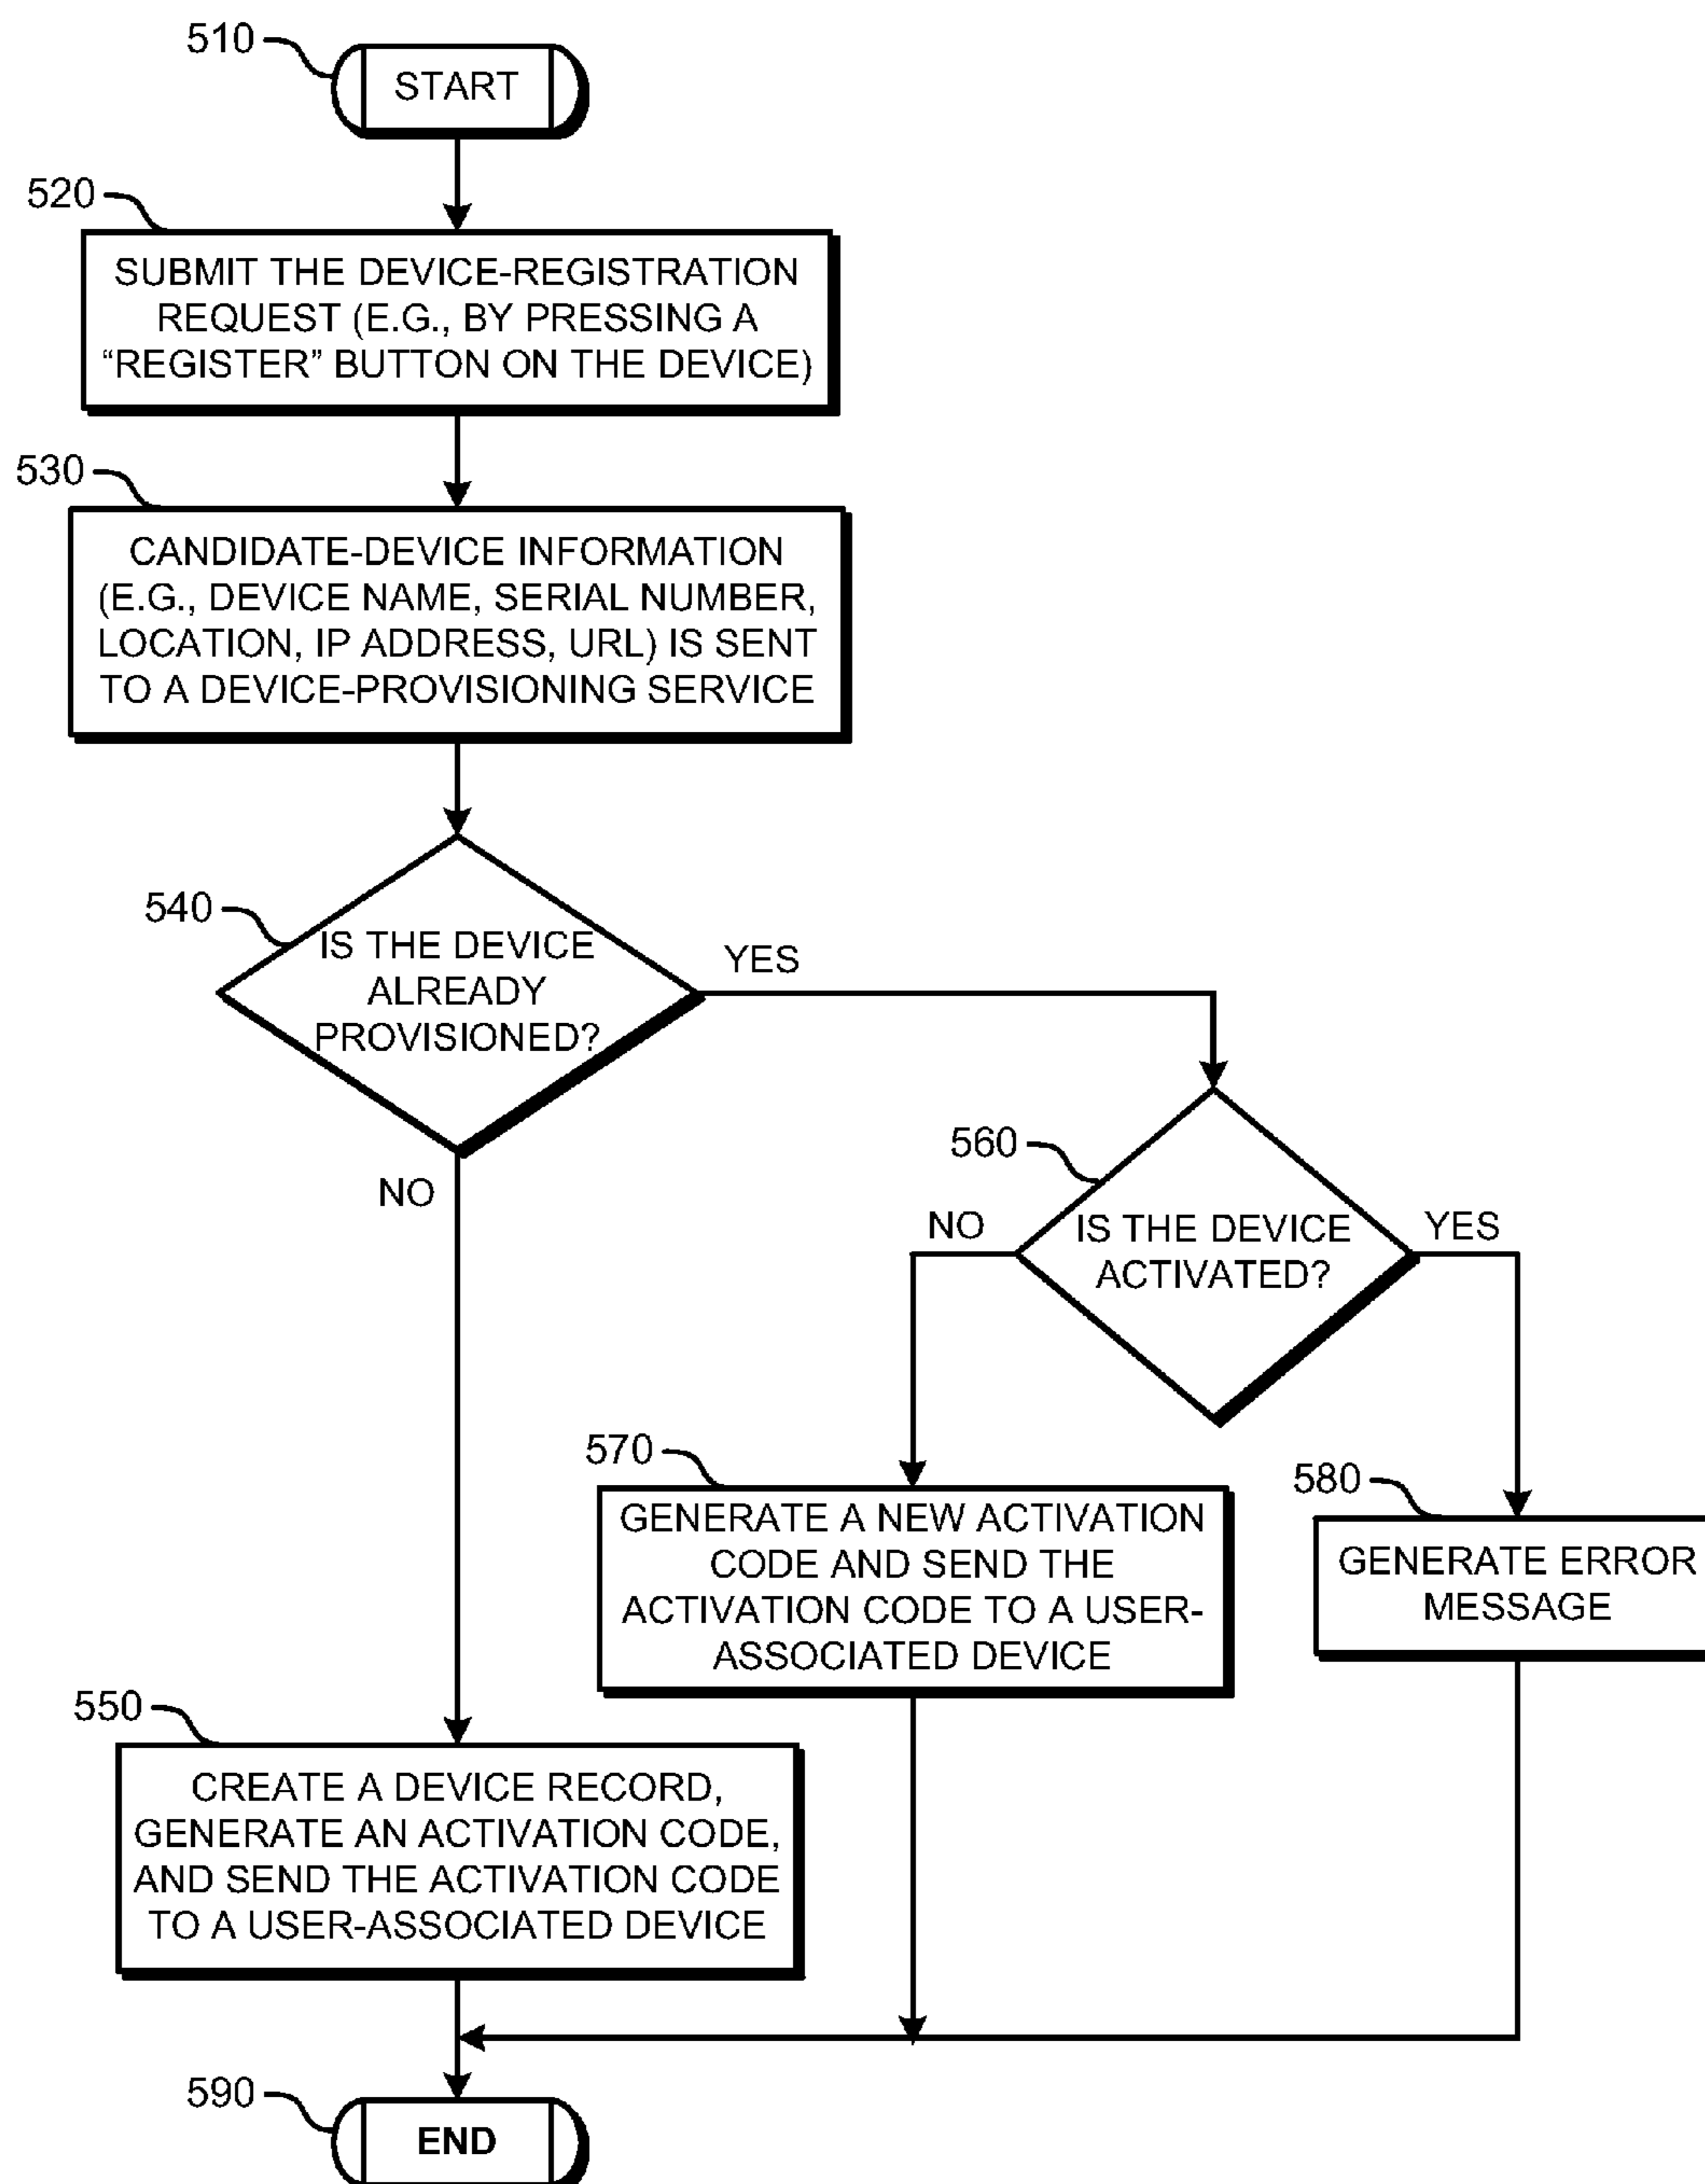 510
START
520
SUBMIT THE DEVICE-REGISTRATION
REQUEST (E.G., BY PRESSING A
“REGISTER” BUTTON ON THE DEVICE)
530
CANDIDATE-DEVICE INFORMATION
(E.G., DEVICE NAME, SERIAL NUMBER,
LOCATION, IP ADDRESS, URL) IS SENT
TO A DEVICE-PROVISIONING SERVICE
540
IS THE DEVICE
ALREADY
PROVISIONED?
YES
NO
560
IS THE DEVICE
ACTIVATED?
NO
YES
570
GENERATE A NEW ACTIVATION
CODE AND SEND THE
ACTIVATION CODE TO A USER-
ASSOCIATED DEVICE
580
GENERATE ERROR
MESSAGE
550
CREATE A DEVICE RECORD,
GENERATE AN ACTIVATION CODE,
AND SEND THE ACTIVATION CODE
TO A USER-ASSOCIATED DEVICE
590
END